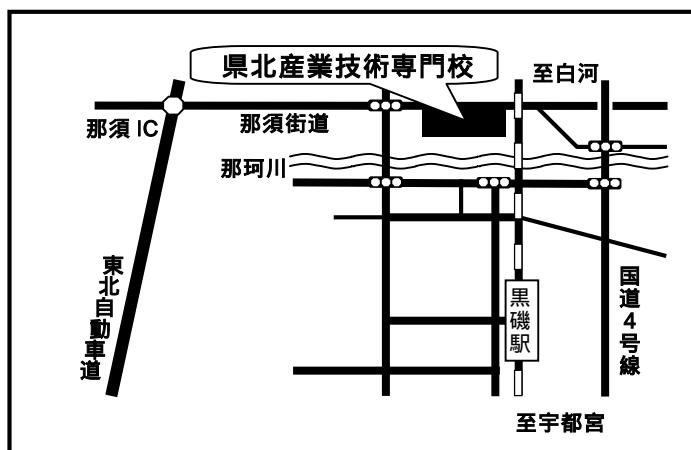 県北産業技術専門校
至白河
那須 IC
那須街道
那珂川
東北自動車道
黒磯駅
国道4号線
至宇都宮